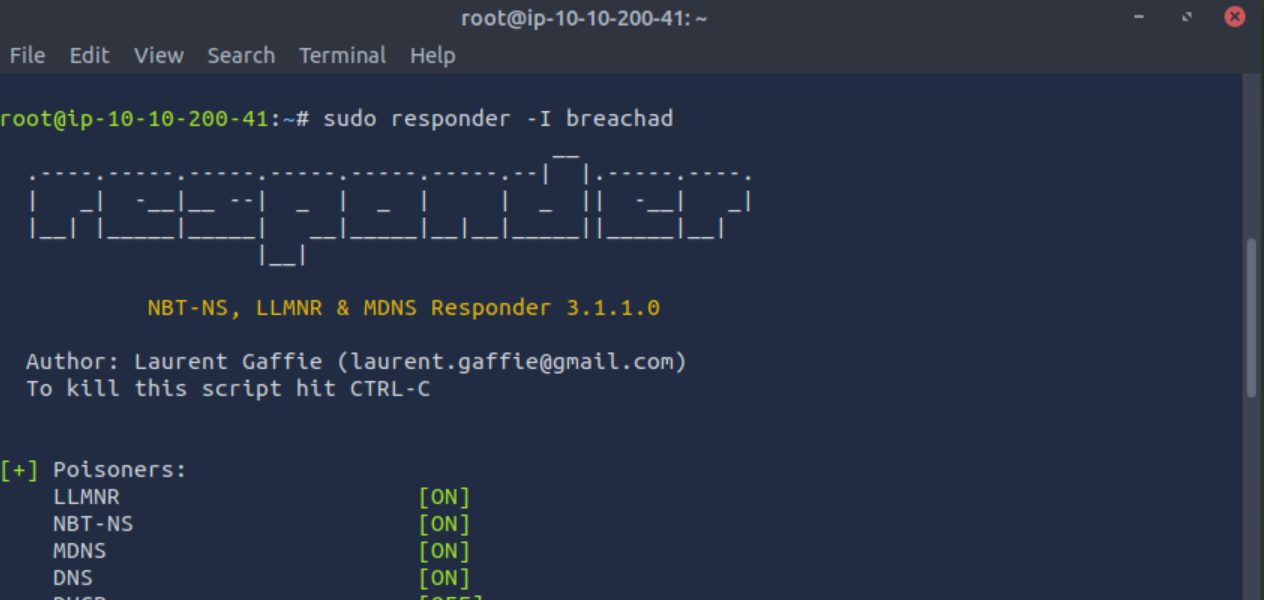 root@ip-10-10-200-41: ~
File Edit View Search Terminal Help
root@ip-10-10-200-41:~# sudo responder -I breachad
responder
NBT-NS, LLMNR & MDNS Responder 3.1.1.0
Author: Laurent Gaffie (laurent.gaffie@gmail.com)
To kill this script hit CTRL-C
[+] Poisoners:
LLMNR [ON]
NBT-NS [ON]
MDNS [ON]
DNS [ON]